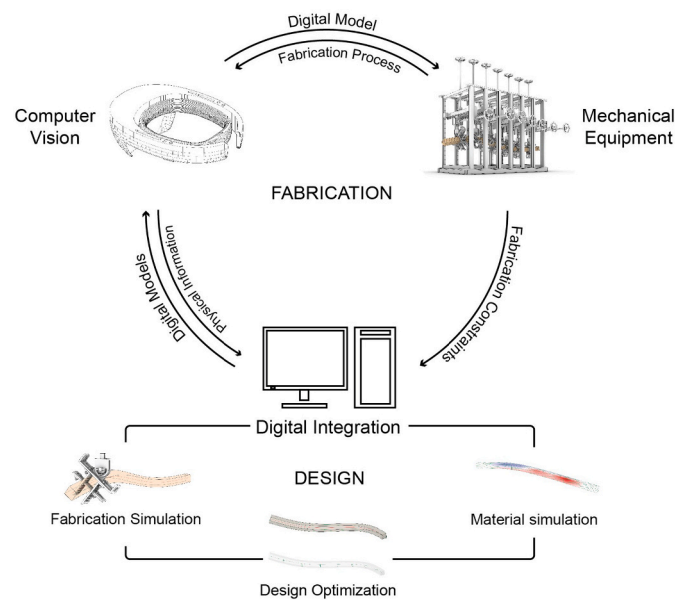 Digital Model
Fabrication Process
Computer
Vision
Mechanical
Equipment
FABRICATION
Digital Models
Physical Information
Fabrication Constraints
Digital Integration
DESIGN
Fabrication Simulation
Material simulation
Design Optimization